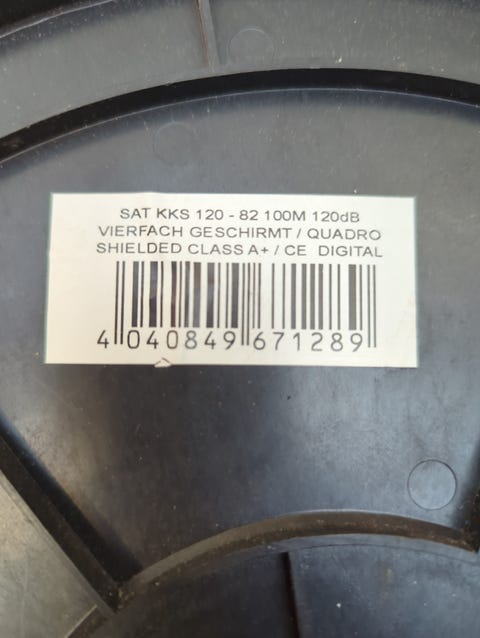 SAT KKS 120 - 82 100M 120dB
VIERFACH GESCHIRMT / QUADRO
SHIELDED CLASS A+ / CE DIGITAL
4 040849 671289